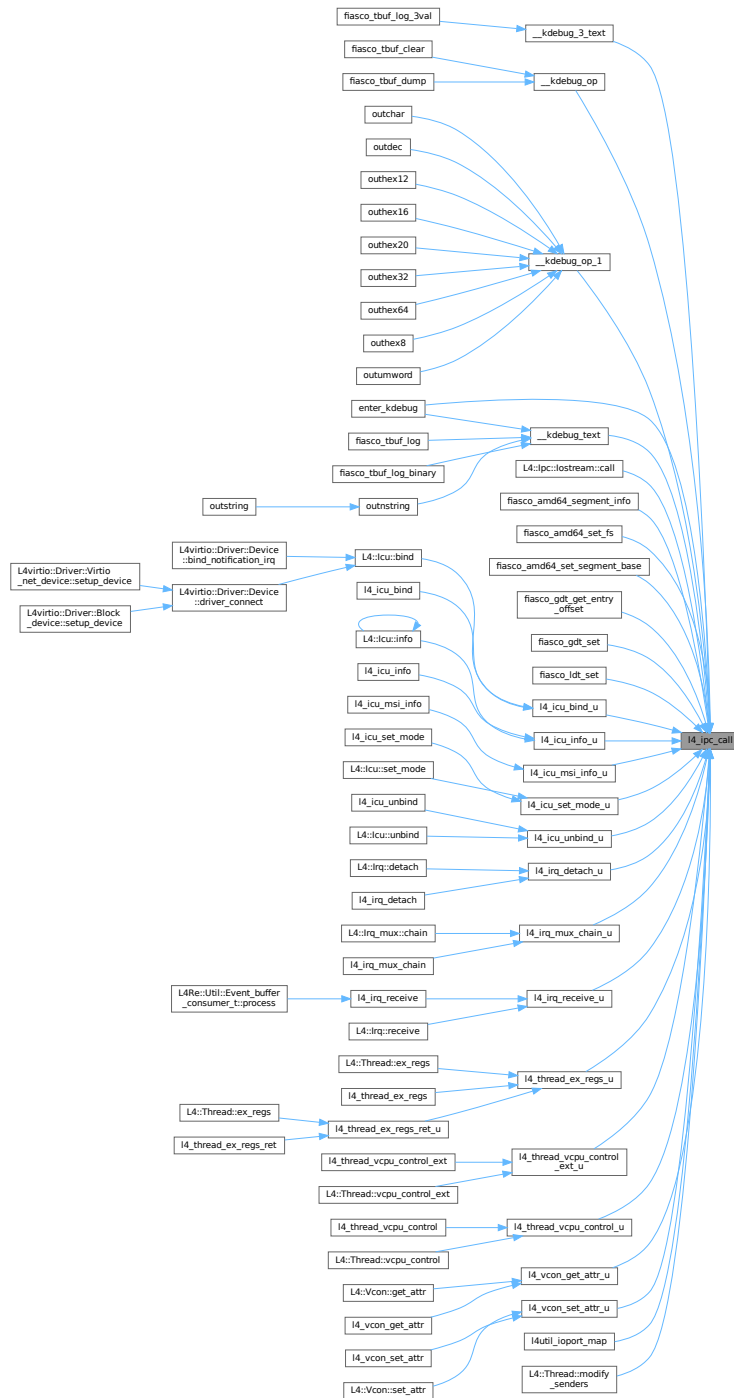 fiasco_tbuf_log_3val
__kdebug_3_text
fiasco_tbuf_clear
__kdebug_op
fiasco_tbuf_dump
outchar
outdec
outhex12
outhex16
outhex20
__kdebug_op_1
outhex32
outhex64
outhex8
outumword
enter_kdebug
__kdebug_text
fiasco_tbuf_log
L4::Ipc::Iostream::call
fiasco_tbuf_log_binary
fiasco_amd64_segment_info
outstring
outnstring
fiasco_amd64_set_fs
L4virtio::Driver::Device
::bind_notification_irq
L4::Icu::bind
fiasco_amd64_set_segment_base
L4virtio::Driver::Virtio
_net_device::setup_device
L4virtio::Driver::Device
::driver_connect
l4_icu_bind
fiasco_gdt_get_entry
_offset
L4virtio::Driver::Block
_device::setup_device
L4::Icu::info
fiasco_gdt_set
l4_icu_info
fiasco_ldt_set
l4_icu_msi_info
l4_icu_bind_u
l4_icu_set_mode
l4_icu_info_u
l4_ipc_call
L4::Icu::set_mode
l4_icu_msi_info_u
l4_icu_unbind
l4_icu_set_mode_u
L4::Icu::unbind
l4_icu_unbind_u
L4::Irq::detach
l4_irq_detach_u
l4_irq_detach
L4::Irq_mux::chain
l4_irq_mux_chain_u
l4_irq_mux_chain
L4Re::Util::Event_buffer
_consumer_t::process
l4_irq_receive
l4_irq_receive_u
L4::Irq::receive
L4::Thread::ex_regs
l4_thread_ex_regs_u
l4_thread_ex_regs
L4::Thread::ex_regs
l4_thread_ex_regs_ret_u
l4_thread_ex_regs_ret
l4_thread_vcpu_control_ext
l4_thread_vcpu_control
_ext_u
L4::Thread::vcpu_control_ext
l4_thread_vcpu_control
l4_thread_vcpu_control_u
L4::Thread::vcpu_control
l4_vcon_get_attr_u
L4::Vcon::get_attr
l4_vcon_set_attr_u
l4_vcon_get_attr
l4util_ioport_map
l4_vcon_set_attr
L4::Thread::modify
_senders
L4::Vcon::set_attr